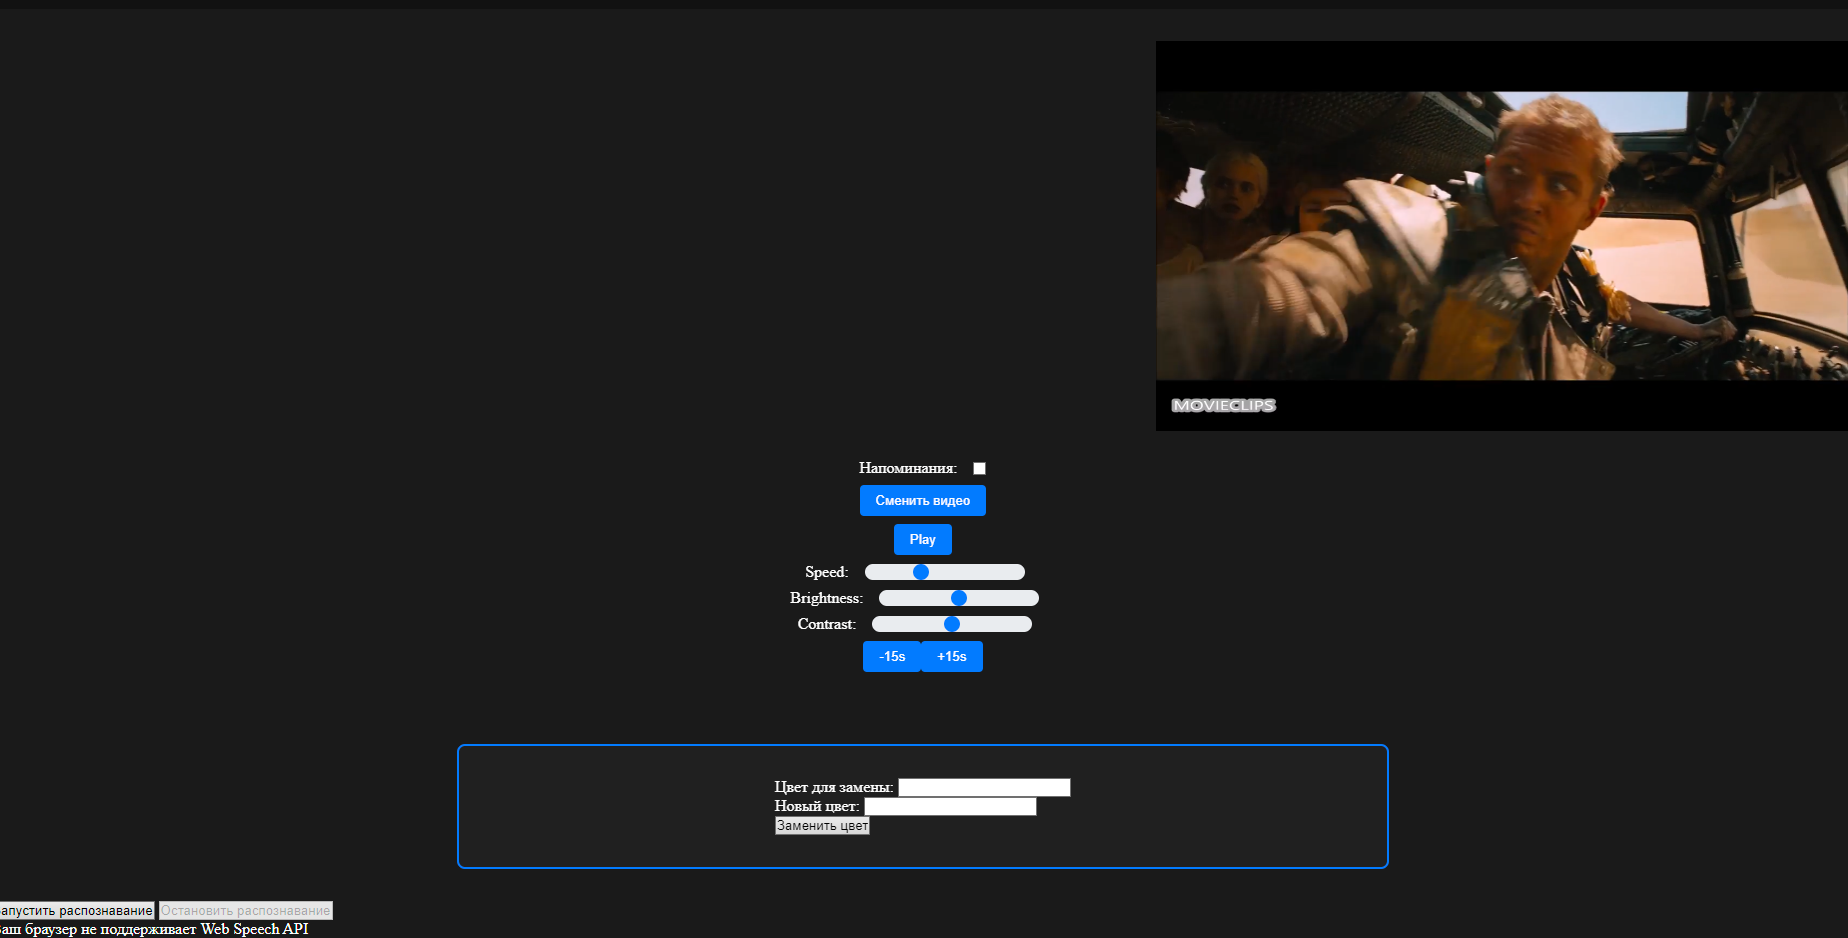 MOVIECLIPS
Напоминания:
Сменить видео
Play
Speed:
Brightness:
Contrast:
-15s +15s
Цвет для замены:
Новый цвет:
Заменить цвет
апустить распознавание Остановить распознавание
аш браузер не поддерживает Web Speech API